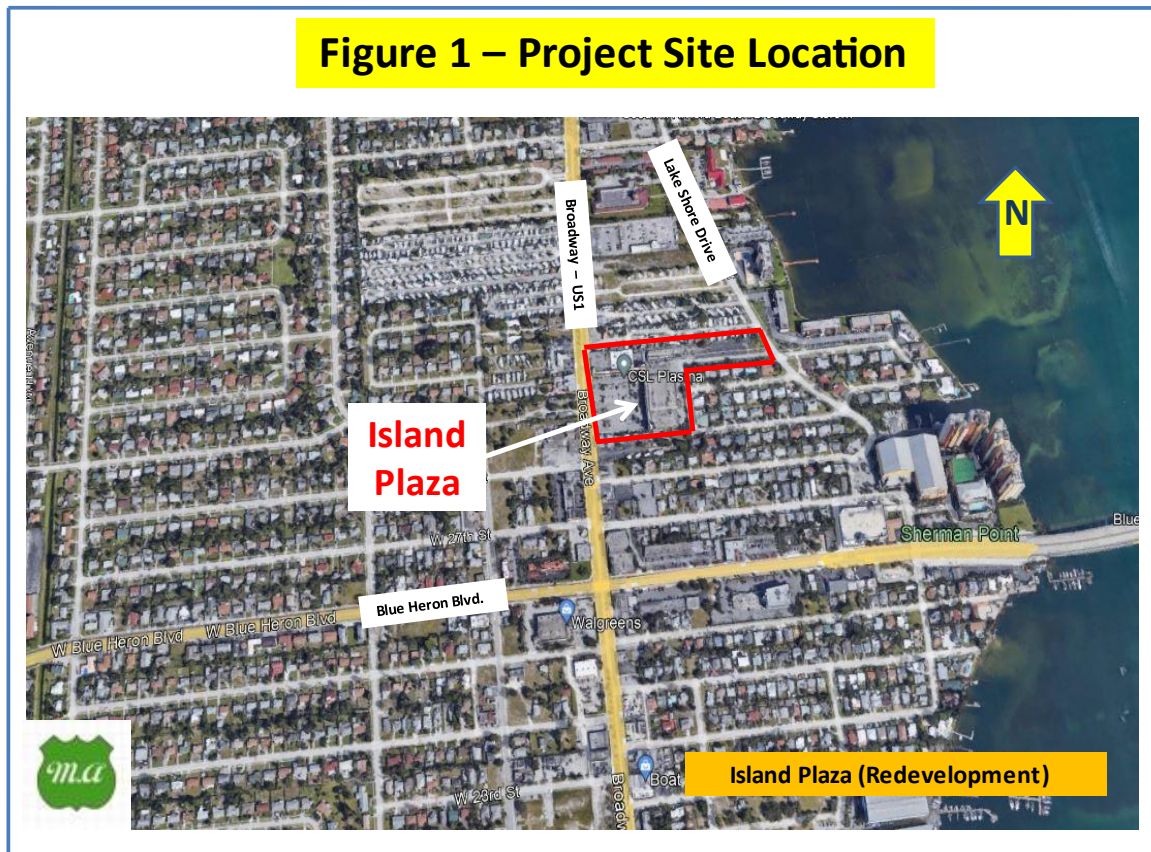 Figure 1 – Project Site Location
Lake Shore Drive
Broadway – US1
N
CSL Plasma
Island
Plaza
Broadway Ave
W 27th St
Sherman Point
Blue
Blue Heron Blvd.
W Blue Heron Blvd
W Blue Heron Blvd
Walgreens
m.a
Boat
Island Plaza (Redevelopment)
W 23rd St
Broadw